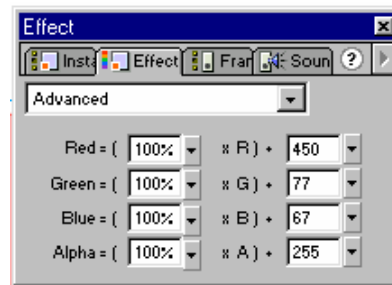 Effect
Insta Effect Fran Soun ?
Advanced
Red = ( 100% x R ) + 450
Green = ( 100% x G ) + 77
Blue = ( 100% x B ) + 67
Alpha = ( 100% x A ) + 255